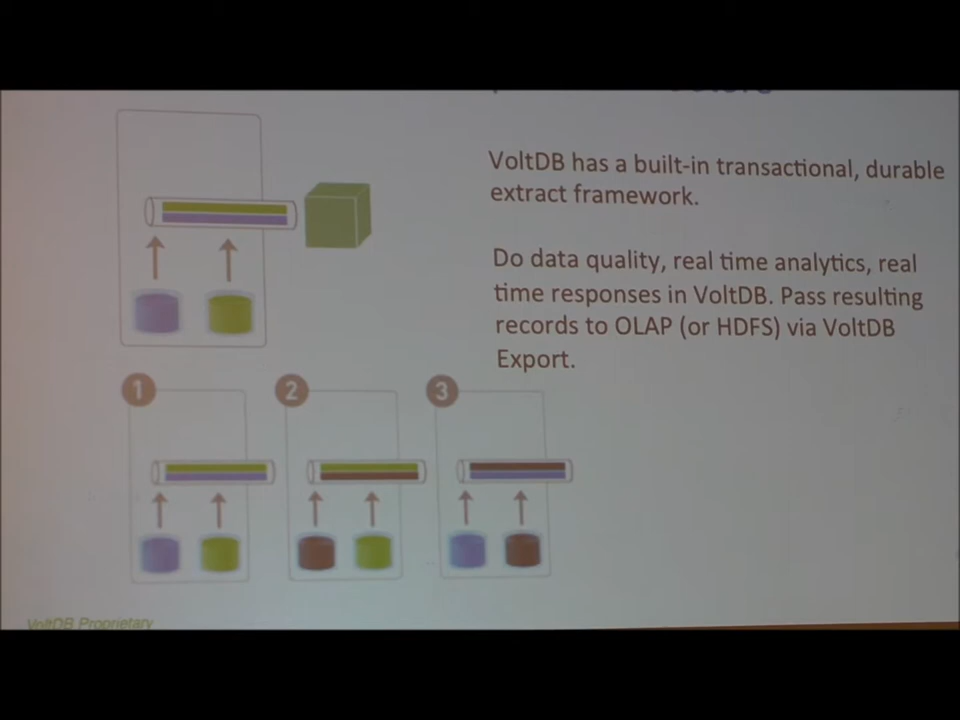 VoltDB has a built-in transactional, durable
extract framework.
Do data quality, real time analytics, real
time responses in VoltDB. Pass resulting
records to OLAP (or HDFS) via VoltDB
Export.
1
2
3
VoltDB Proprietary